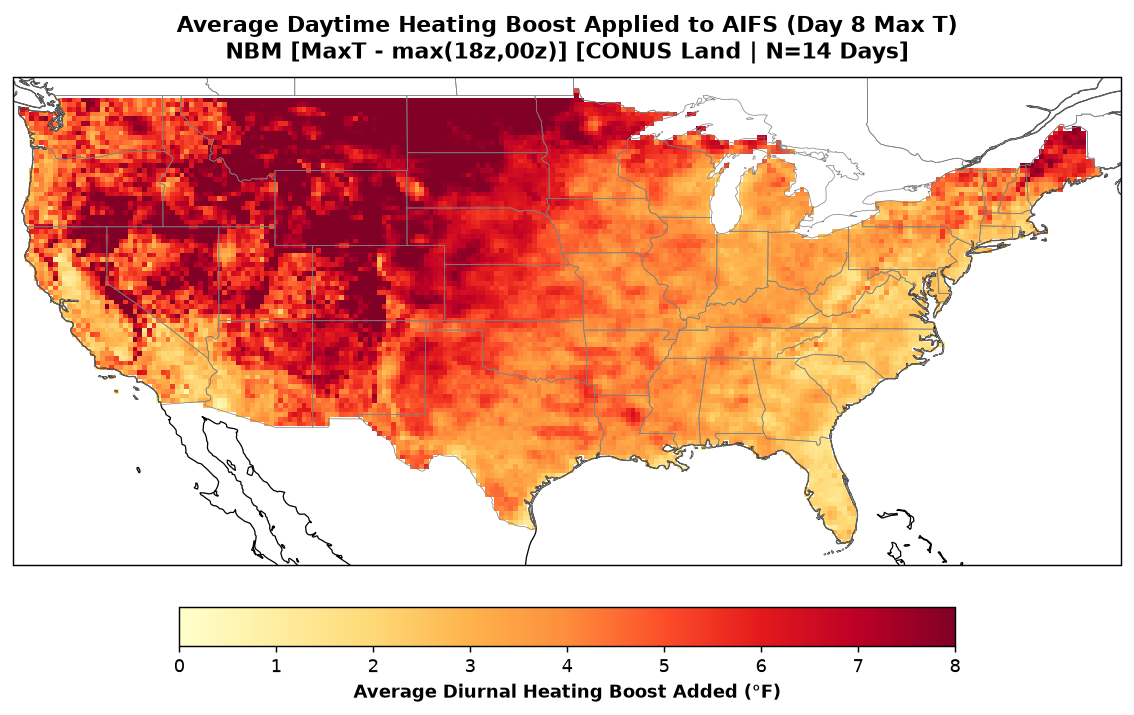 Average Daytime Heating Boost Applied to AIFS (Day 8 Max T)
NBM [MaxT - max(18z,00z)] [CONUS Land | N=14 Days]
0 1 2 3 4 5 6 7 8
Average Diurnal Heating Boost Added (°F)